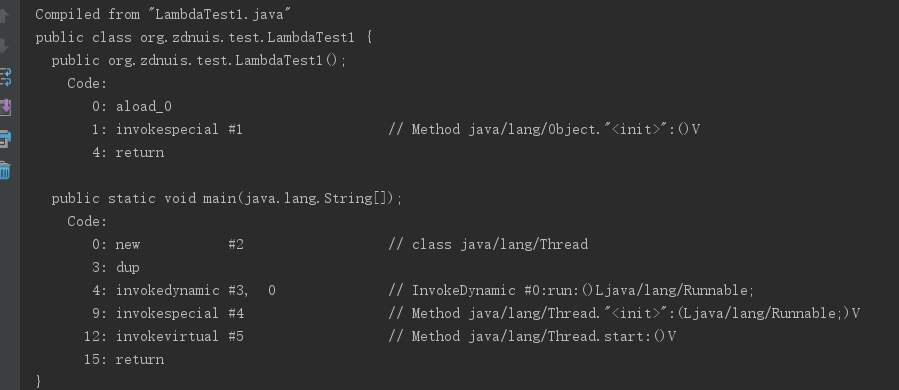 Compiled from "LambdaTest1.java"
public class org.zdnuis.test.LambdaTest1 {
  public org.zdnuis.test.LambdaTest1();
    Code:
       0: aload_0
       1: invokespecial #1                  // Method java/lang/Object."<init>":()V
       4: return

  public static void main(java.lang.String[]);
    Code:
       0: new           #2                  // class java/lang/Thread
       3: dup
       4: invokedynamic #3,  0              // InvokeDynamic #0:run:()Ljava/lang/Runnable;
       9: invokespecial #4                  // Method java/lang/Thread."<init>":(Ljava/lang/Runnable;)V
      12: invokevirtual #5                  // Method java/lang/Thread.start:()V
      15: return
}